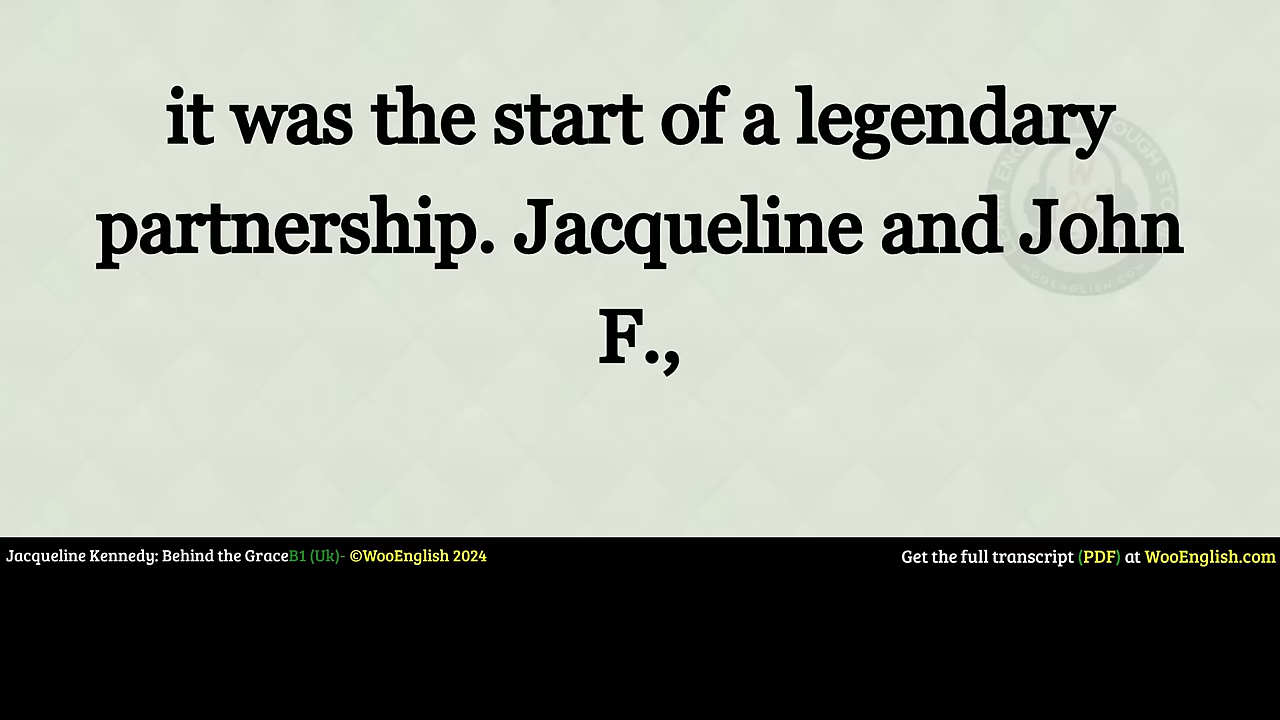 it was the start of a legendary
partnership. Jacqueline and John
F.,
Jacqueline Kennedy: Behind the GraceB1 (Uk)- ©WooEnglish 2024
Get the full transcript (PDF) at WooEnglish.com